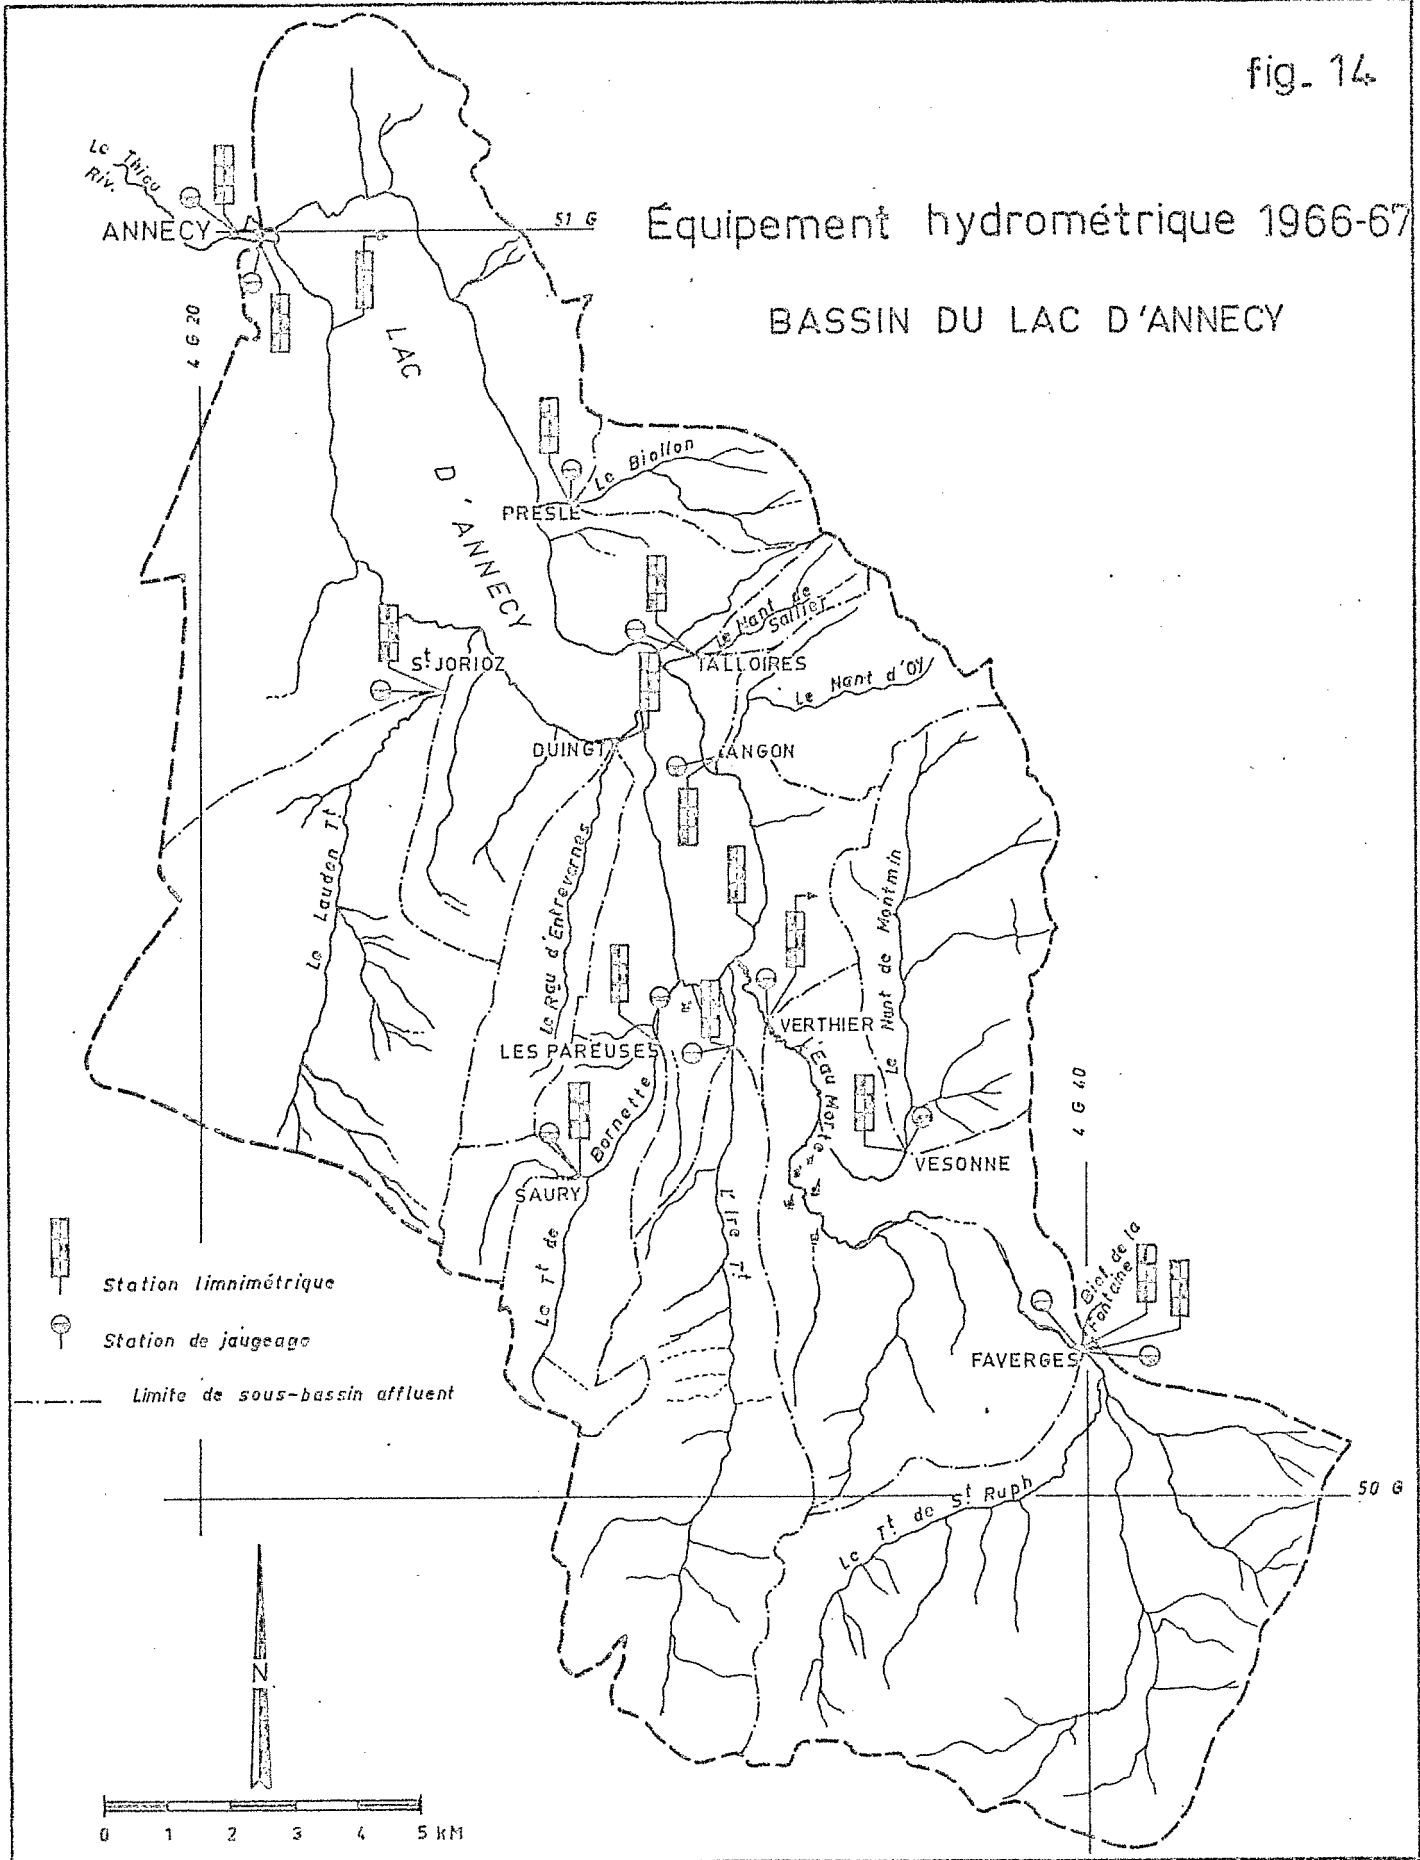 fig. 14
Le Thiou
Riv.
ANNECY
51 G
Équipement hydrométrique 1966-67
BASSIN DU LAC D'ANNECY
4 G 20
LAC
D'ANNECY
Le Biollon
PRESLE
Le Nant de
Sallier
St JORIOZ
TALLOIRES
Le Nant d'Oy
DUINGT
ANGON
Le Laudon Tt
Le Rau d'Entrevernes
Le Nant de Montmin
VERTHIER
LES PAREUSES
L'Eau Morte
4 G 40
Le Tt de Bornette
VESONNE
SAURY
L'Ire Tt
Bief de la
Fontaine
Station limnimétrique
Station de jaugeage
FAVERGES
Limite de sous-bassin affluent
50 G
Le Tt de St Ruph
N
0 1 2 3 4 5 kM